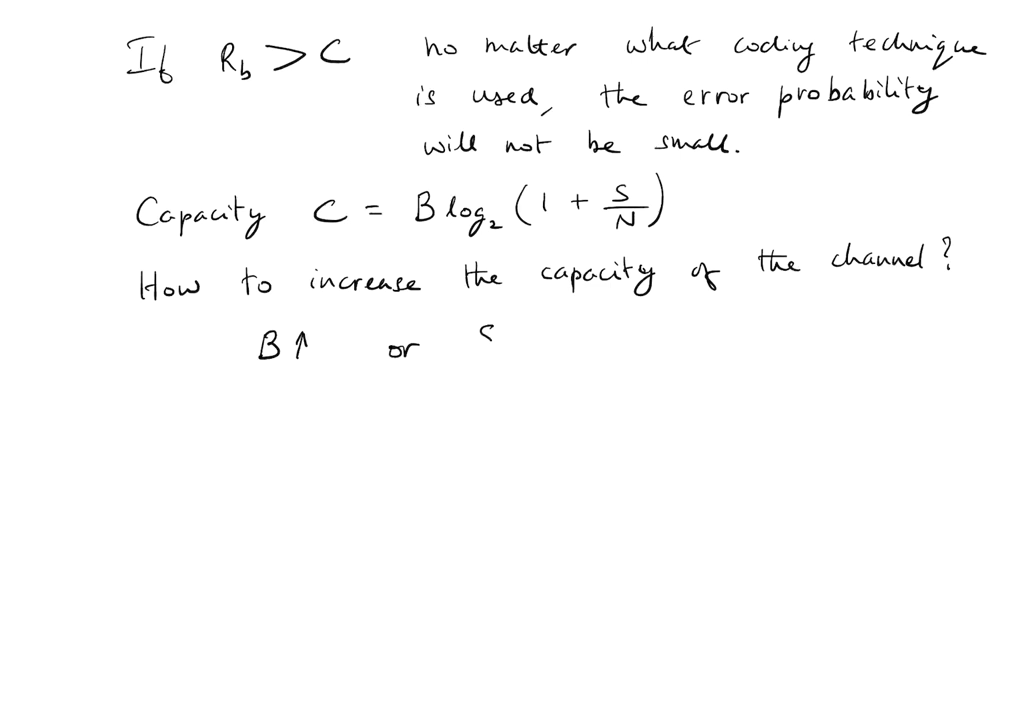 If R_b > C no matter what coding technique
is used, the error probability
will not be small.
Capacity C = B log₂ (1 + S/N)
How to increase the capacity of the channel?
B ↑ or S